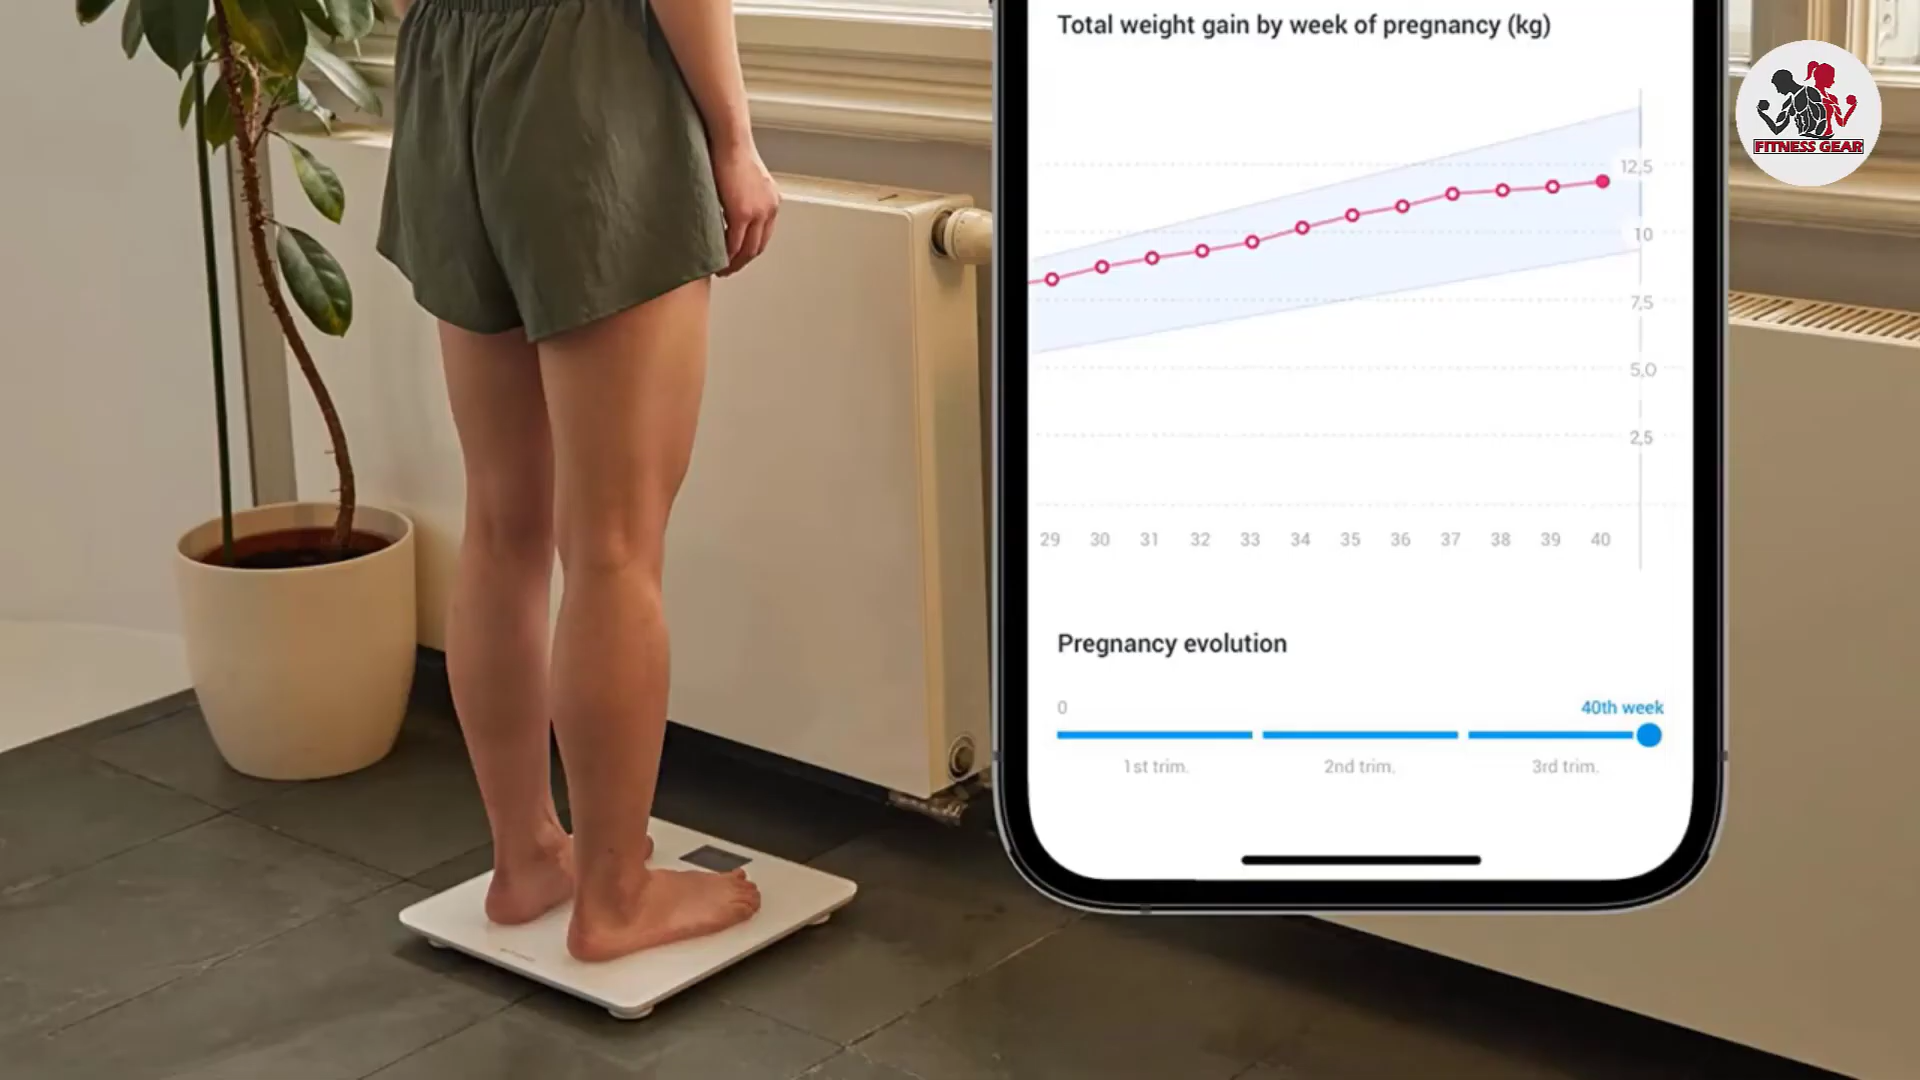 Total weight gain by week of pregnancy (kg)
12,5
10
7,5
5,0
2,5
29 30 31 32 33 34 35 36 37 38 39 40
Pregnancy evolution
0
40th week
1st trim. 2nd trim. 3rd trim.
FITNESS GEAR